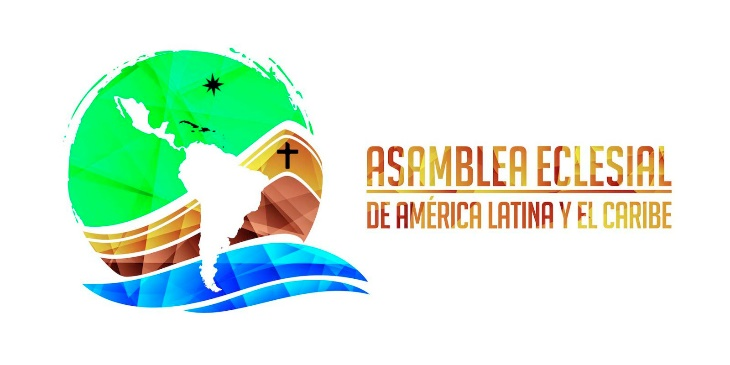 ASAMBLEA ECLESIAL
DE AMÉRICA LATINA Y EL CARIBE